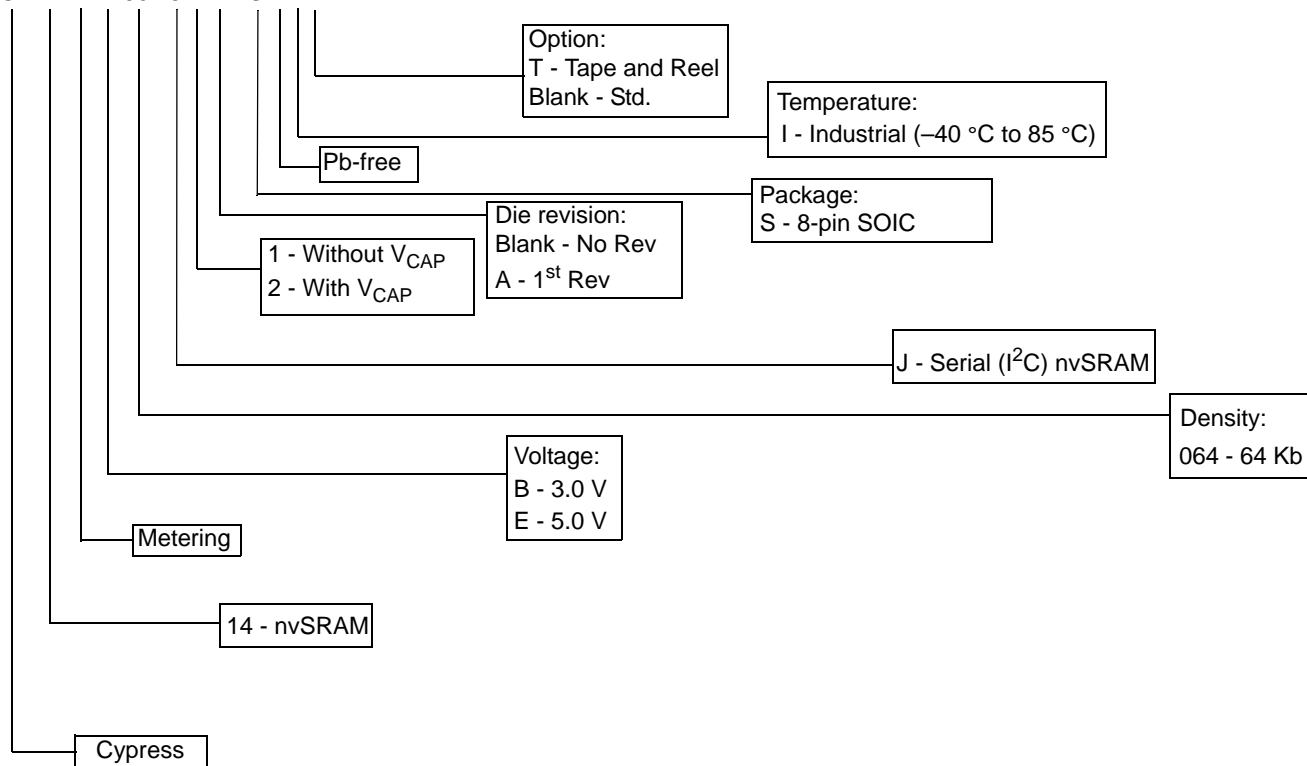 Option:
T - Tape and Reel
Blank - Std.
Temperature:
I - Industrial (–40 °C to 85 °C)
Pb-free
Package:
S - 8-pin SOIC
Die revision:
Blank - No Rev
A - 1st Rev
1 - Without VCAP
2 - With VCAP
J - Serial (I2C) nvSRAM
Density:
064 - 64 Kb
Voltage:
B - 3.0 V
E - 5.0 V
Metering
14 - nvSRAM
Cypress